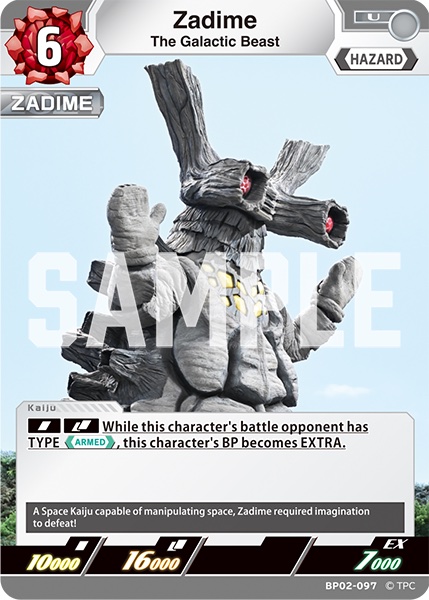 6
Zadime
The Galactic Beast
U
HAZARD
ZADIME
SAMPLE
Kaiju
While this character's battle opponent has
TYPE ARMED, this character's BP becomes EXTRA.
A Space Kaiju capable of manipulating space, Zadime required imagination
to defeat!
10000
16000
EX
7000
BP02-097 © TPC